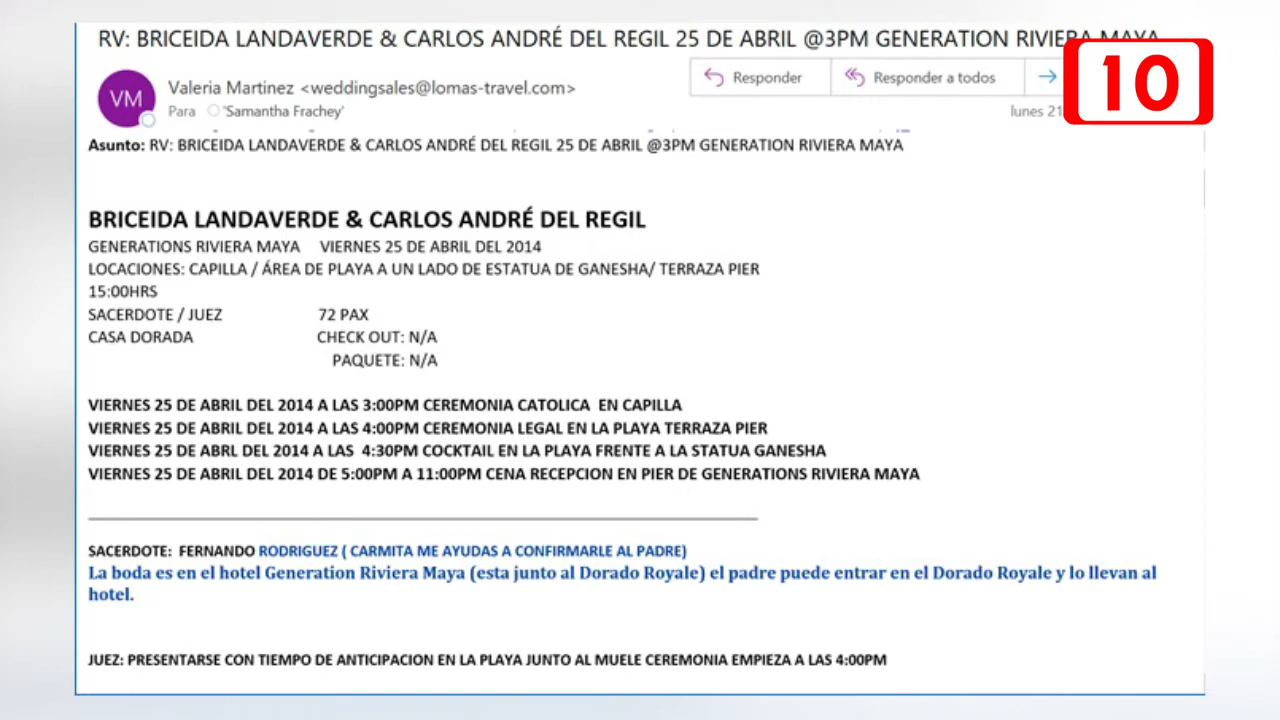 RV: BRICEIDA LANDAVERDE & CARLOS ANDRÉ DEL REGIL 25 DE ABRIL @3PM GENERATION RIVIERA MAYA
10
VM
Valeria Martinez <weddingsales@lomas-travel.com>
Responder
Responder a todos
Para
'Samantha Frachey'
lunes 21
Asunto: RV: BRICEIDA LANDAVERDE & CARLOS ANDRÉ DEL REGIL 25 DE ABRIL @3PM GENERATION RIVIERA MAYA
BRICEIDA LANDAVERDE & CARLOS ANDRÉ DEL REGIL
GENERATIONS RIVIERA MAYA VIERNES 25 DE ABRIL DEL 2014
LOCACIONES: CAPILLA / ÁREA DE PLAYA A UN LADO DE ESTATUA DE GANESHA/ TERRAZA PIER
15:00HRS
SACERDOTE / JUEZ 72 PAX
CASA DORADA CHECK OUT: N/A
PAQUETE: N/A
VIERNES 25 DE ABRIL DEL 2014 A LAS 3:00PM CEREMONIA CATOLICA EN CAPILLA
VIERNES 25 DE ABRIL DEL 2014 A LAS 4:00PM CEREMONIA LEGAL EN LA PLAYA TERRAZA PIER
VIERNES 25 DE ABRL DEL 2014 A LAS 4:30PM COCKTAIL EN LA PLAYA FRENTE A LA STATUA GANESHA
VIERNES 25 DE ABRIL DEL 2014 DE 5:00PM A 11:00PM CENA RECEPCION EN PIER DE GENERATIONS RIVIERA MAYA
SACERDOTE: FERNANDO RODRIGUEZ ( CARMITA ME AYUDAS A CONFIRMARLE AL PADRE)
La boda es en el hotel Generation Riviera Maya (esta junto al Dorado Royale) el padre puede entrar en el Dorado Royale y lo llevan al
hotel.
JUEZ: PRESENTARSE CON TIEMPO DE ANTICIPACION EN LA PLAYA JUNTO AL MUELLE CEREMONIA EMPIEZA A LAS 4:00PM